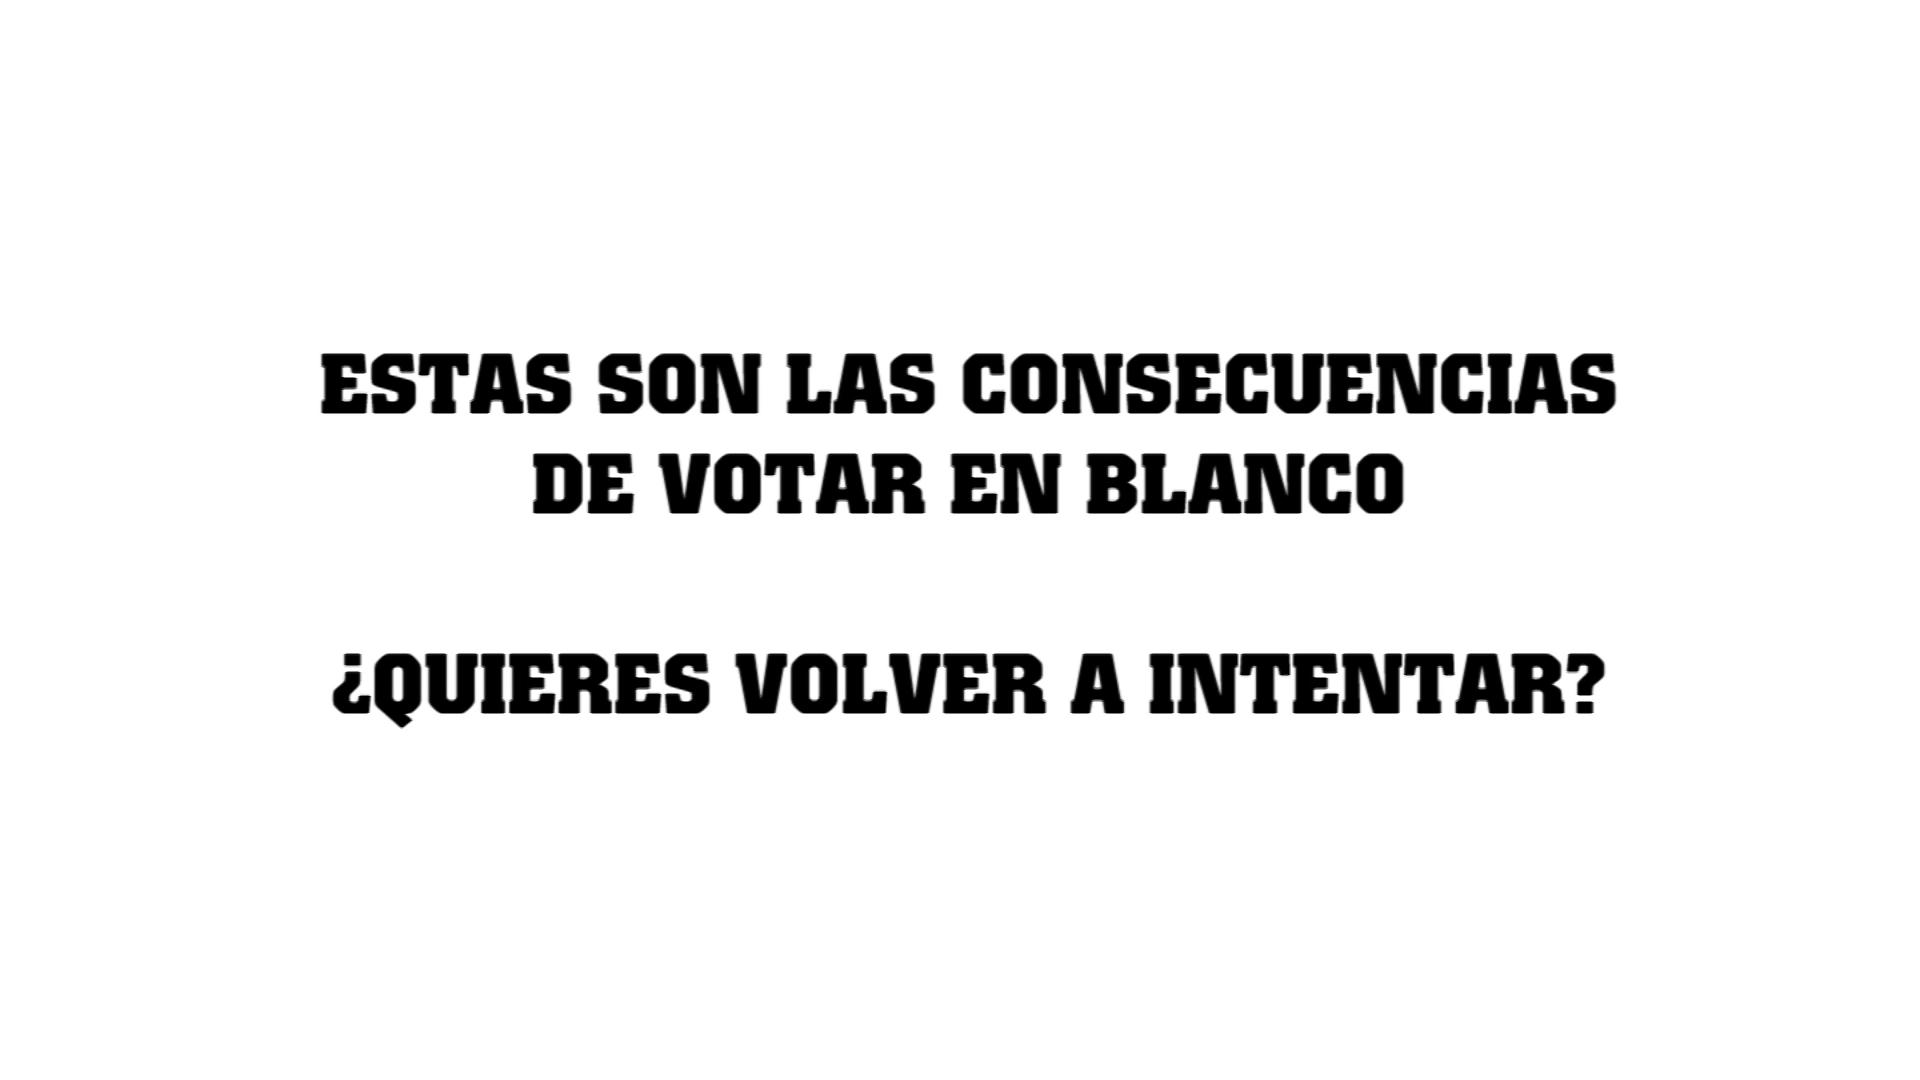 ESTAS SON LAS CONSECUENCIAS
DE VOTAR EN BLANCO
¿QUIERES VOLVER A INTENTAR?